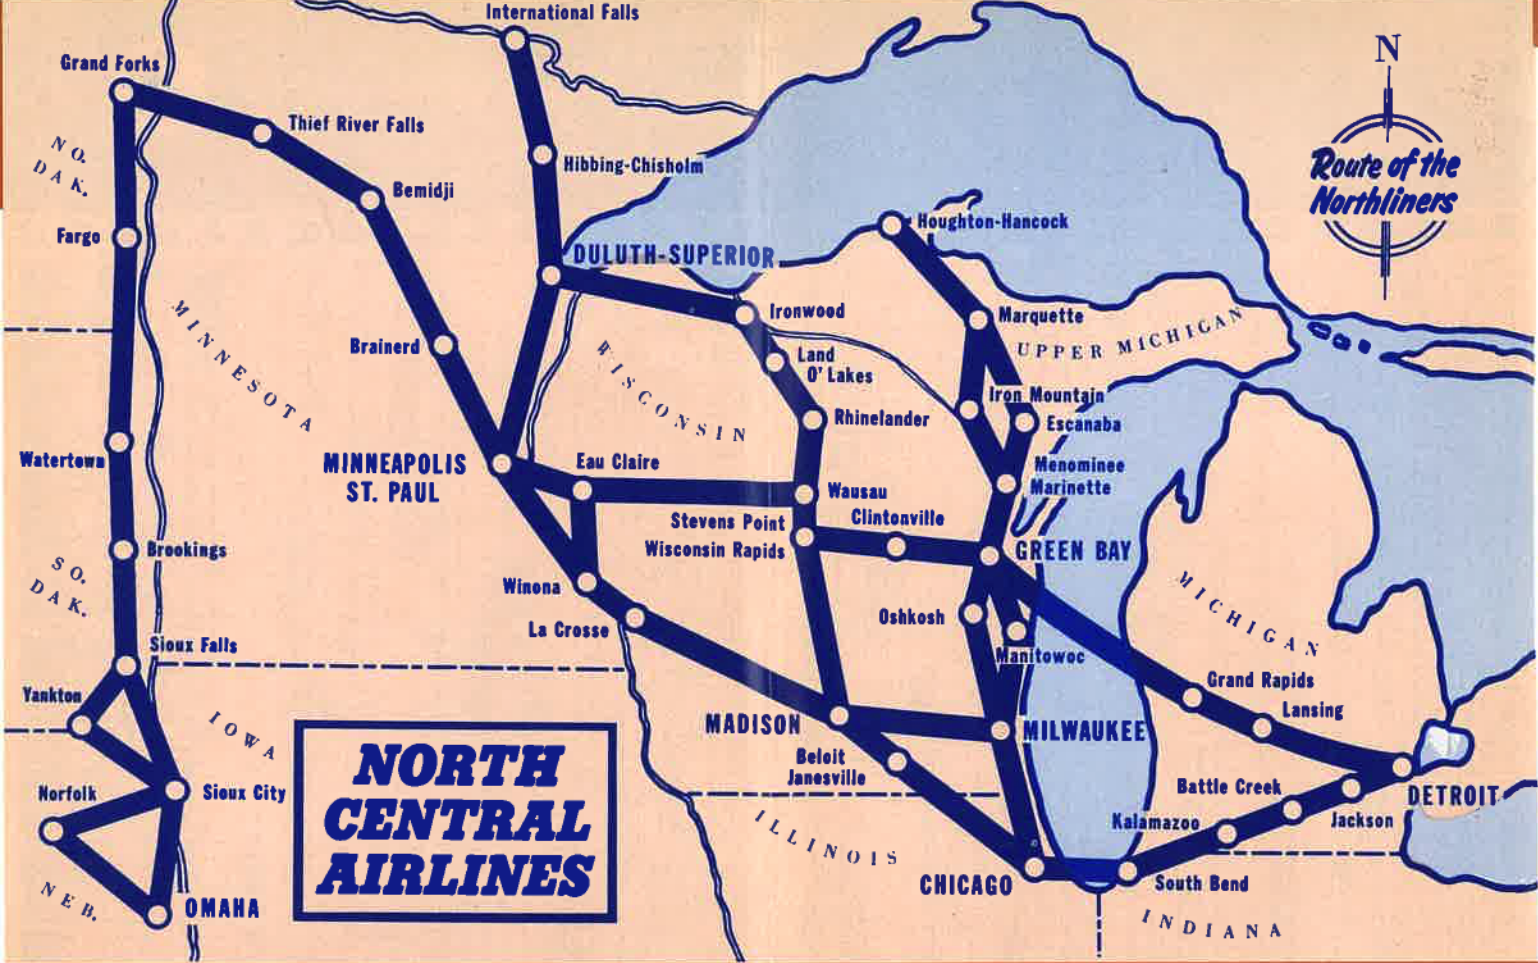 International Falls
N
Grand Forks
Thief River Falls
NO.
DAK.
Hibbing-Chisholm
Route of the
Northliners
Bemidji
Fargo
Houghton-Hancock
DULUTH-SUPERIOR
MINNESOTA
Ironwood
Marquette
UPPER MICHIGAN
Brainerd
WISCONSIN
Land
O' Lakes
Iron Mountain
Rhinelander
Escanaba
Watertown
MINNEAPOLIS
ST. PAUL
Eau Claire
Menominee
Marinette
Wausau
Stevens Point
Wisconsin Rapids
Clintonville
GREEN BAY
Brookings
SO.
DAK.
Winona
La Crosse
Oshkosh
MICHIGAN
Sioux Falls
Manitowoc
Yankton
Grand Rapids
Lansing
IOWA
MADISON
MILWAUKEE
Beloit
Janesville
Norfolk
Sioux City
NORTH
CENTRAL
AIRLINES
Battle Creek
DETROIT
Kalamazoo
Jackson
ILLINOIS
CHICAGO
South Bend
NEB.
OMAHA
INDIANA